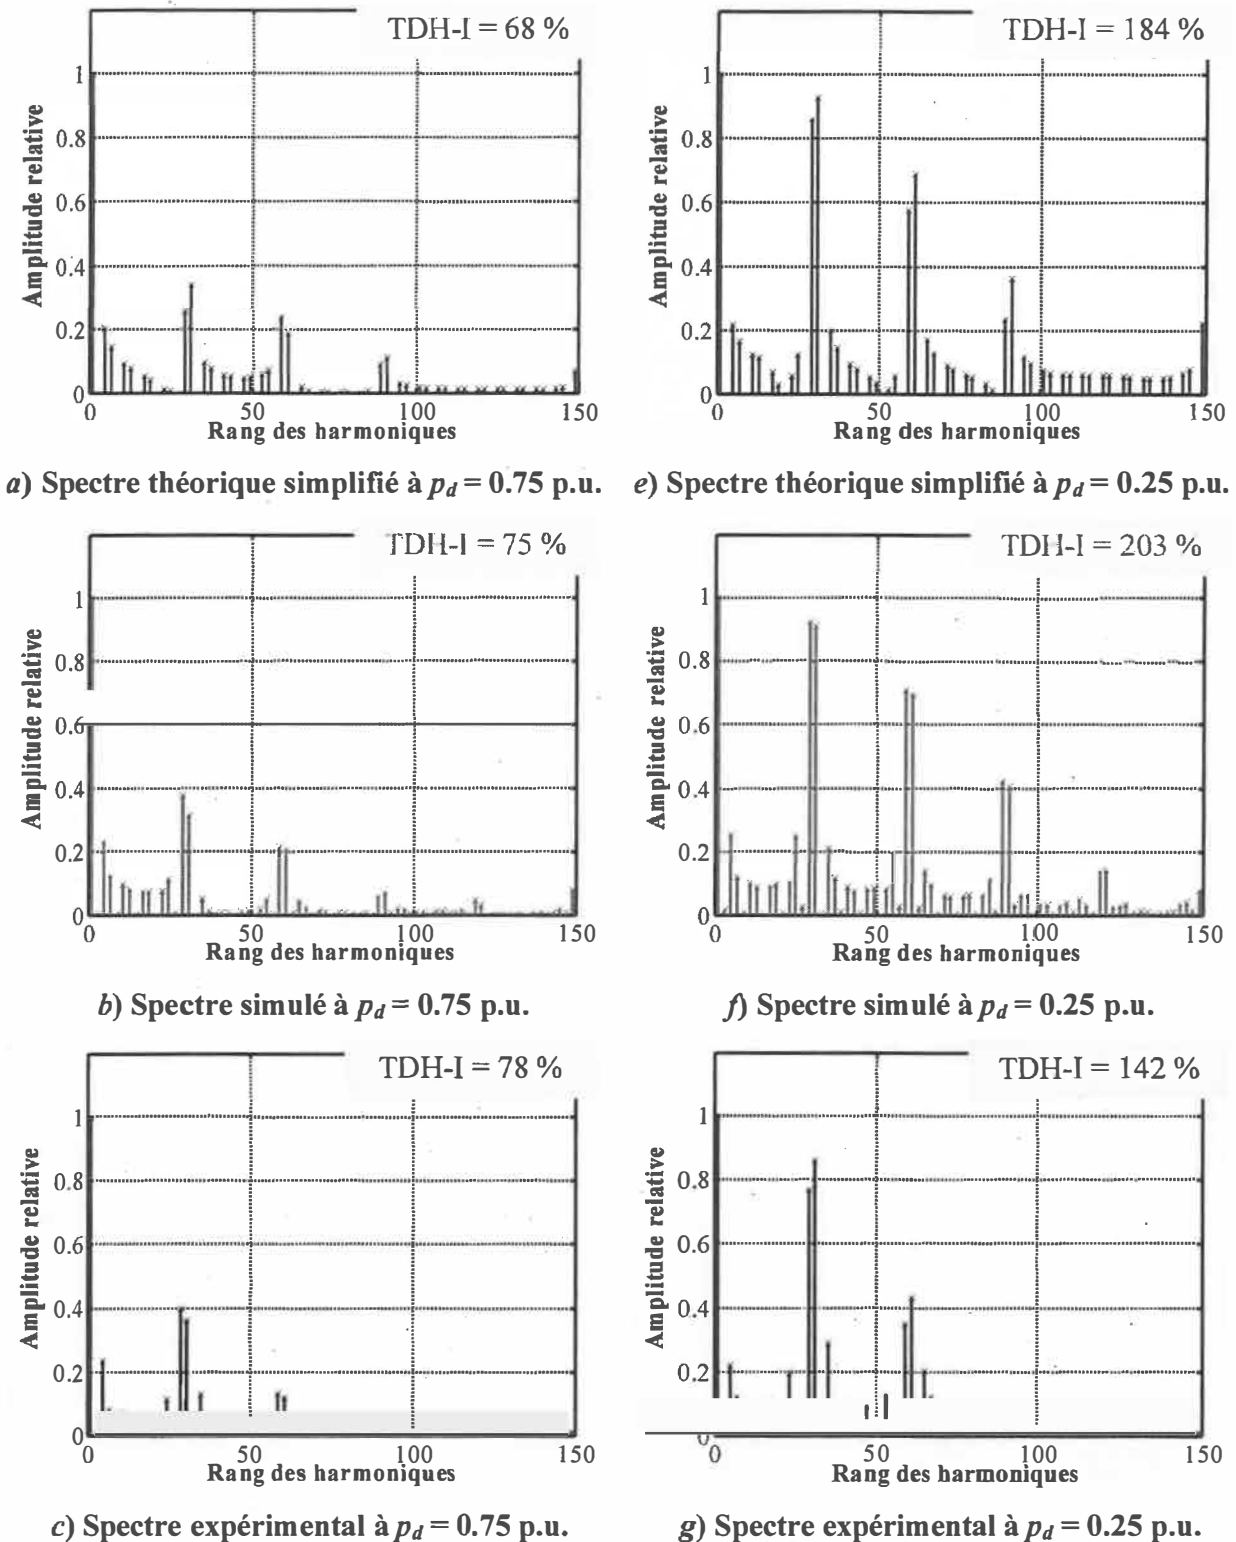 TDH-I = 68 %
Amplitude relative
1
0.8
0.6
0.4
0.2
0
0 50 100 150
Rang des harmoniques
a) Spectre théorique simplifié à pd = 0.75 p.u.
TDH-I = 184 %
Amplitude relative
1
0.8
0.6
0.4
0.2
0
0 50 100 150
Rang des harmoniques
e) Spectre théorique simplifié à pd = 0.25 p.u.
TDH-I = 75 %
Amplitude relative
1
0.8
0.6
0.4
0.2
0
0 50 100 150
Rang des harmoniques
b) Spectre simulé à pd = 0.75 p.u.
TDH-I = 203 %
Amplitude relative
1
0.8
0.6
0.4
0.2
0
0 50 100 150
Rang des harmoniques
f) Spectre simulé à pd = 0.25 p.u.
TDH-I = 78 %
Amplitude relative
1
0.8
0.6
0.4
0.2
0
0 50 100 150
Rang des harmoniques
c) Spectre expérimental à pd = 0.75 p.u.
TDH-I = 142 %
Amplitude relative
1
0.8
0.6
0.4
0.2
0
0 50 100 150
Rang des harmoniques
g) Spectre expérimental à pd = 0.25 p.u.